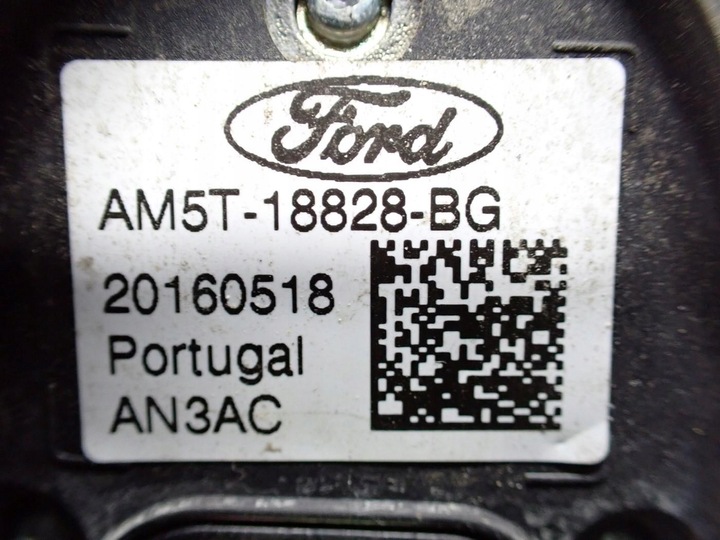 Ford
AM5T-18828-BG
20160518
Portugal
AN3AC